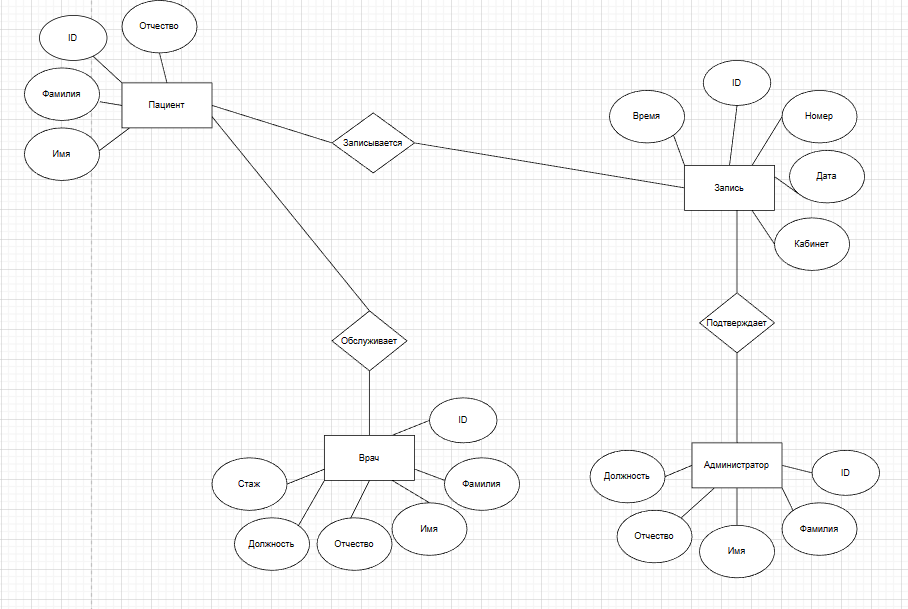 Отчество
ID
Фамилия
Пациент
Имя
Записывается
ID
Время
Номер
Дата
Запись
Кабинет
Подтверждает
Обслуживает
ID
Врач
Стаж
Фамилия
Имя
Должность
Отчество
Администратор
Должность
ID
Отчество
Фамилия
Имя